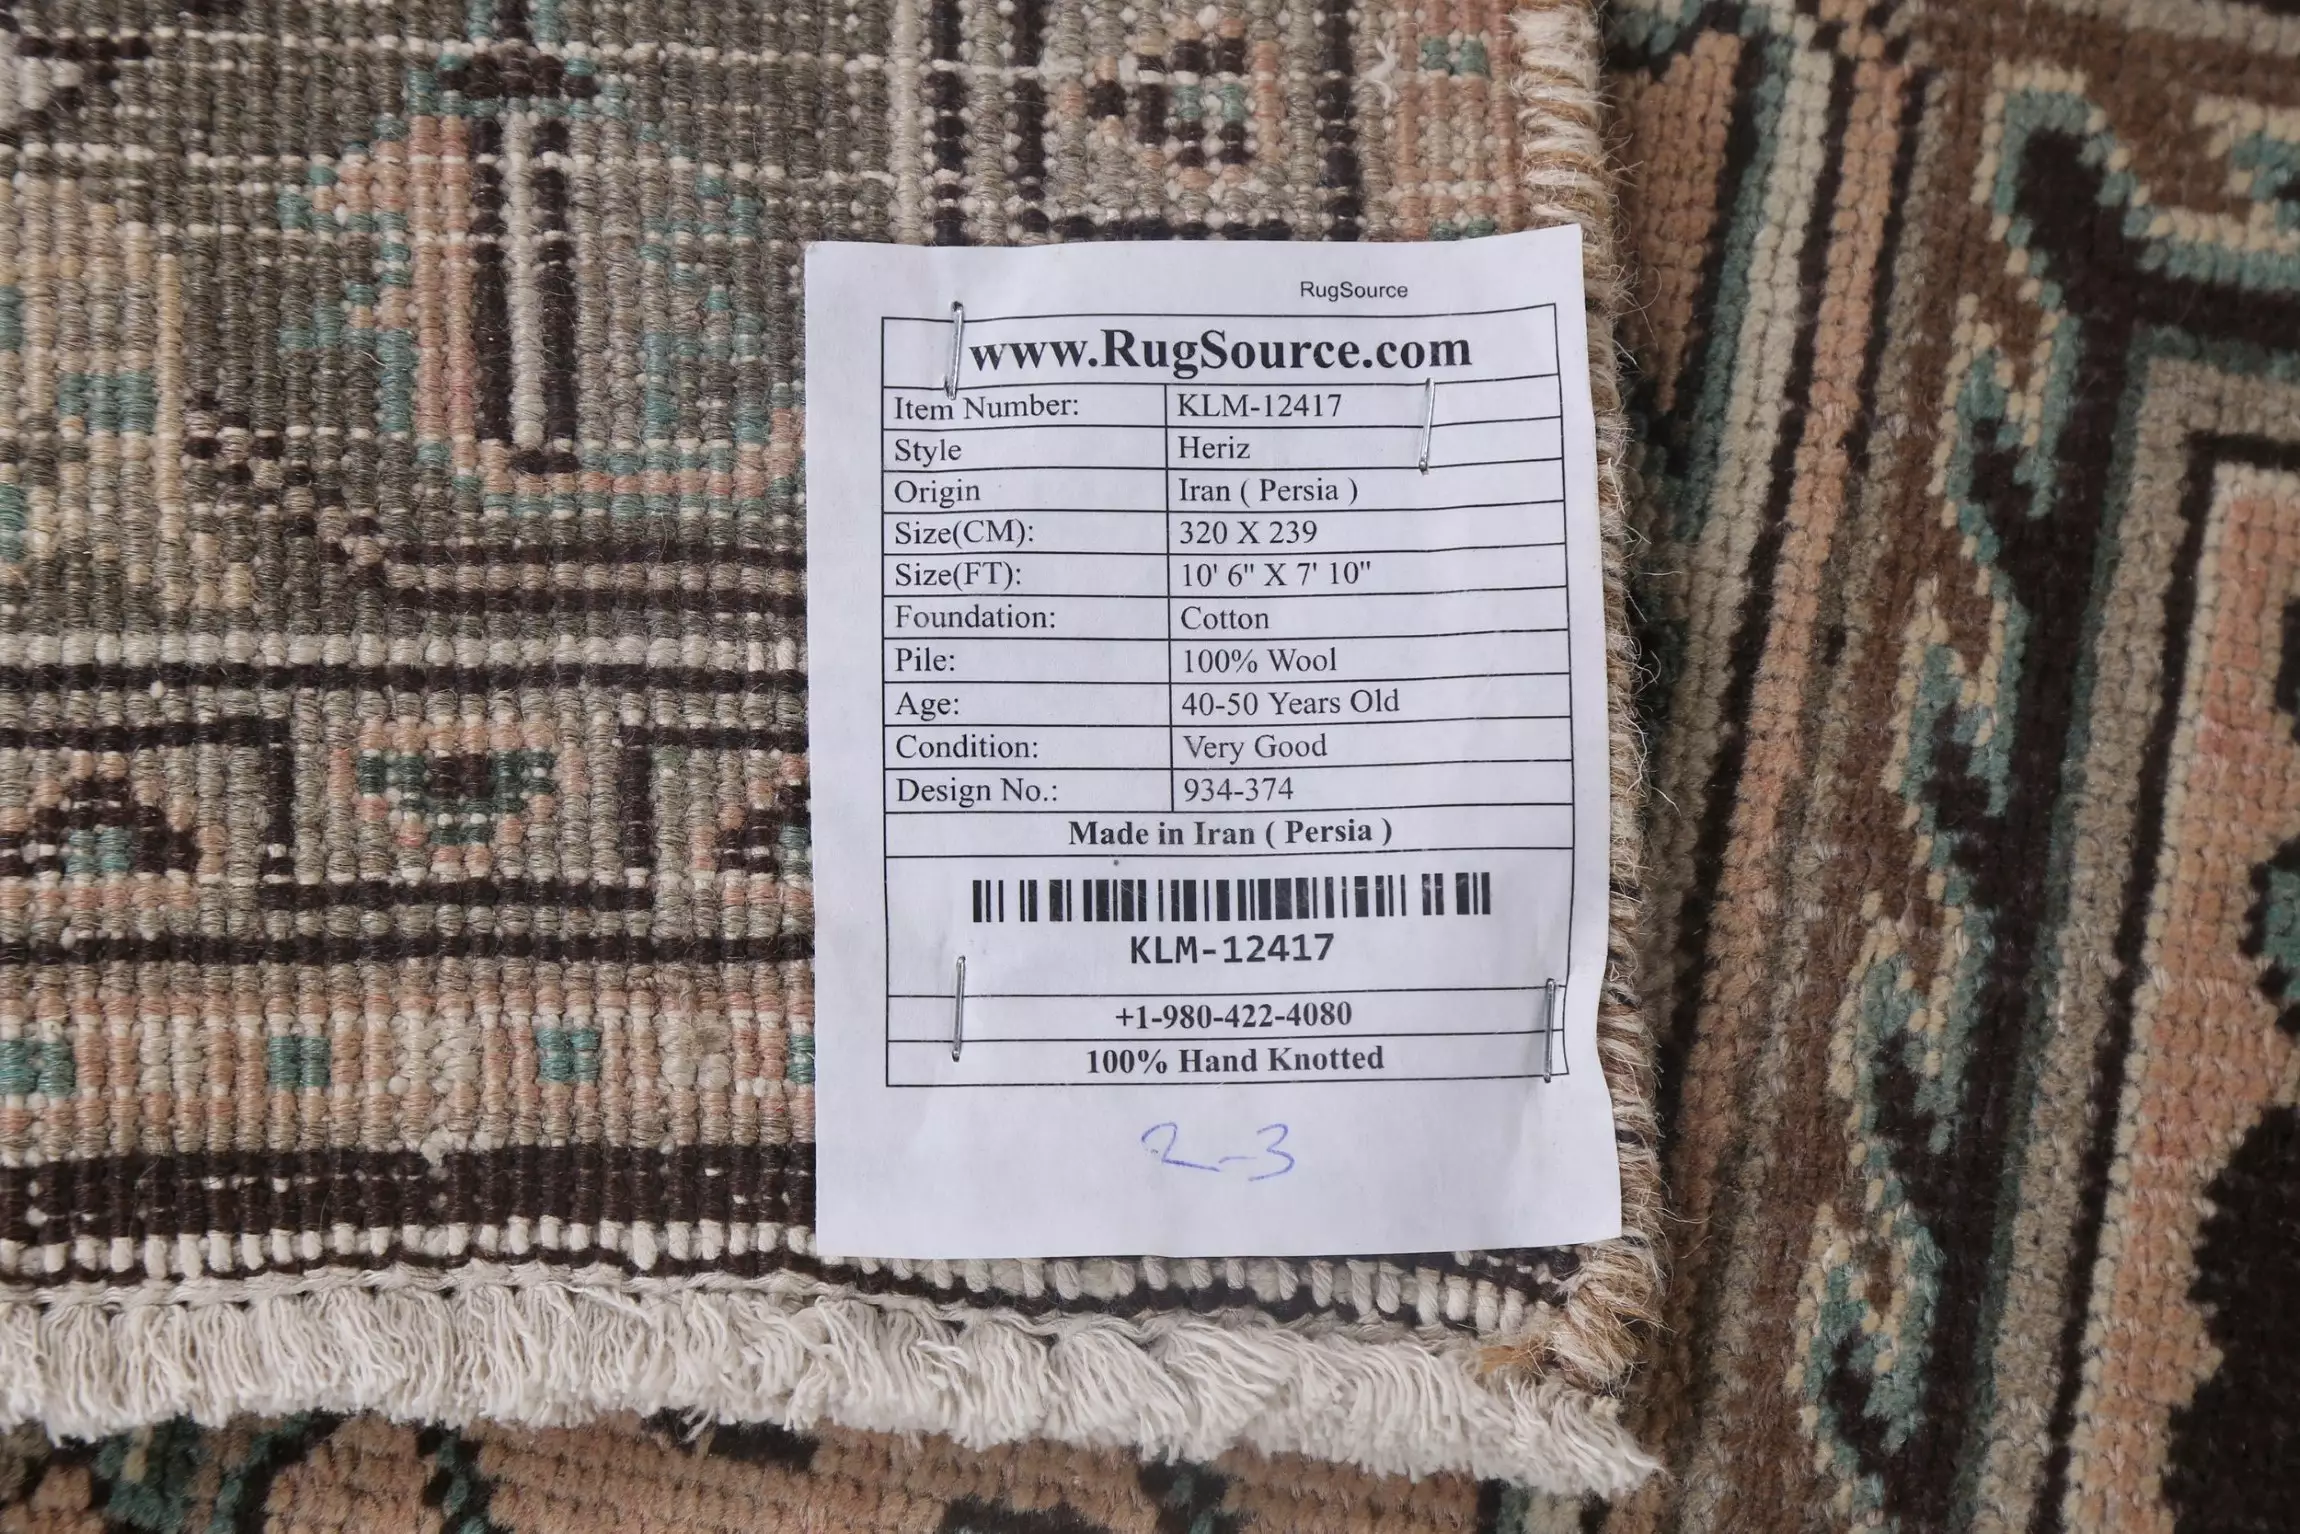 RugSource
www.RugSource.com
Item Number: KLM-12417
Style Heriz
Origin Iran ( Persia )
Size(CM): 320 X 239
Size(FT): 10' 6" X 7' 10"
Foundation: Cotton
Pile: 100% Wool
Age: 40-50 Years Old
Condition: Very Good
Design No.: 934-374
Made in Iran ( Persia )
KLM-12417
+1-980-422-4080
100% Hand Knotted
2-3